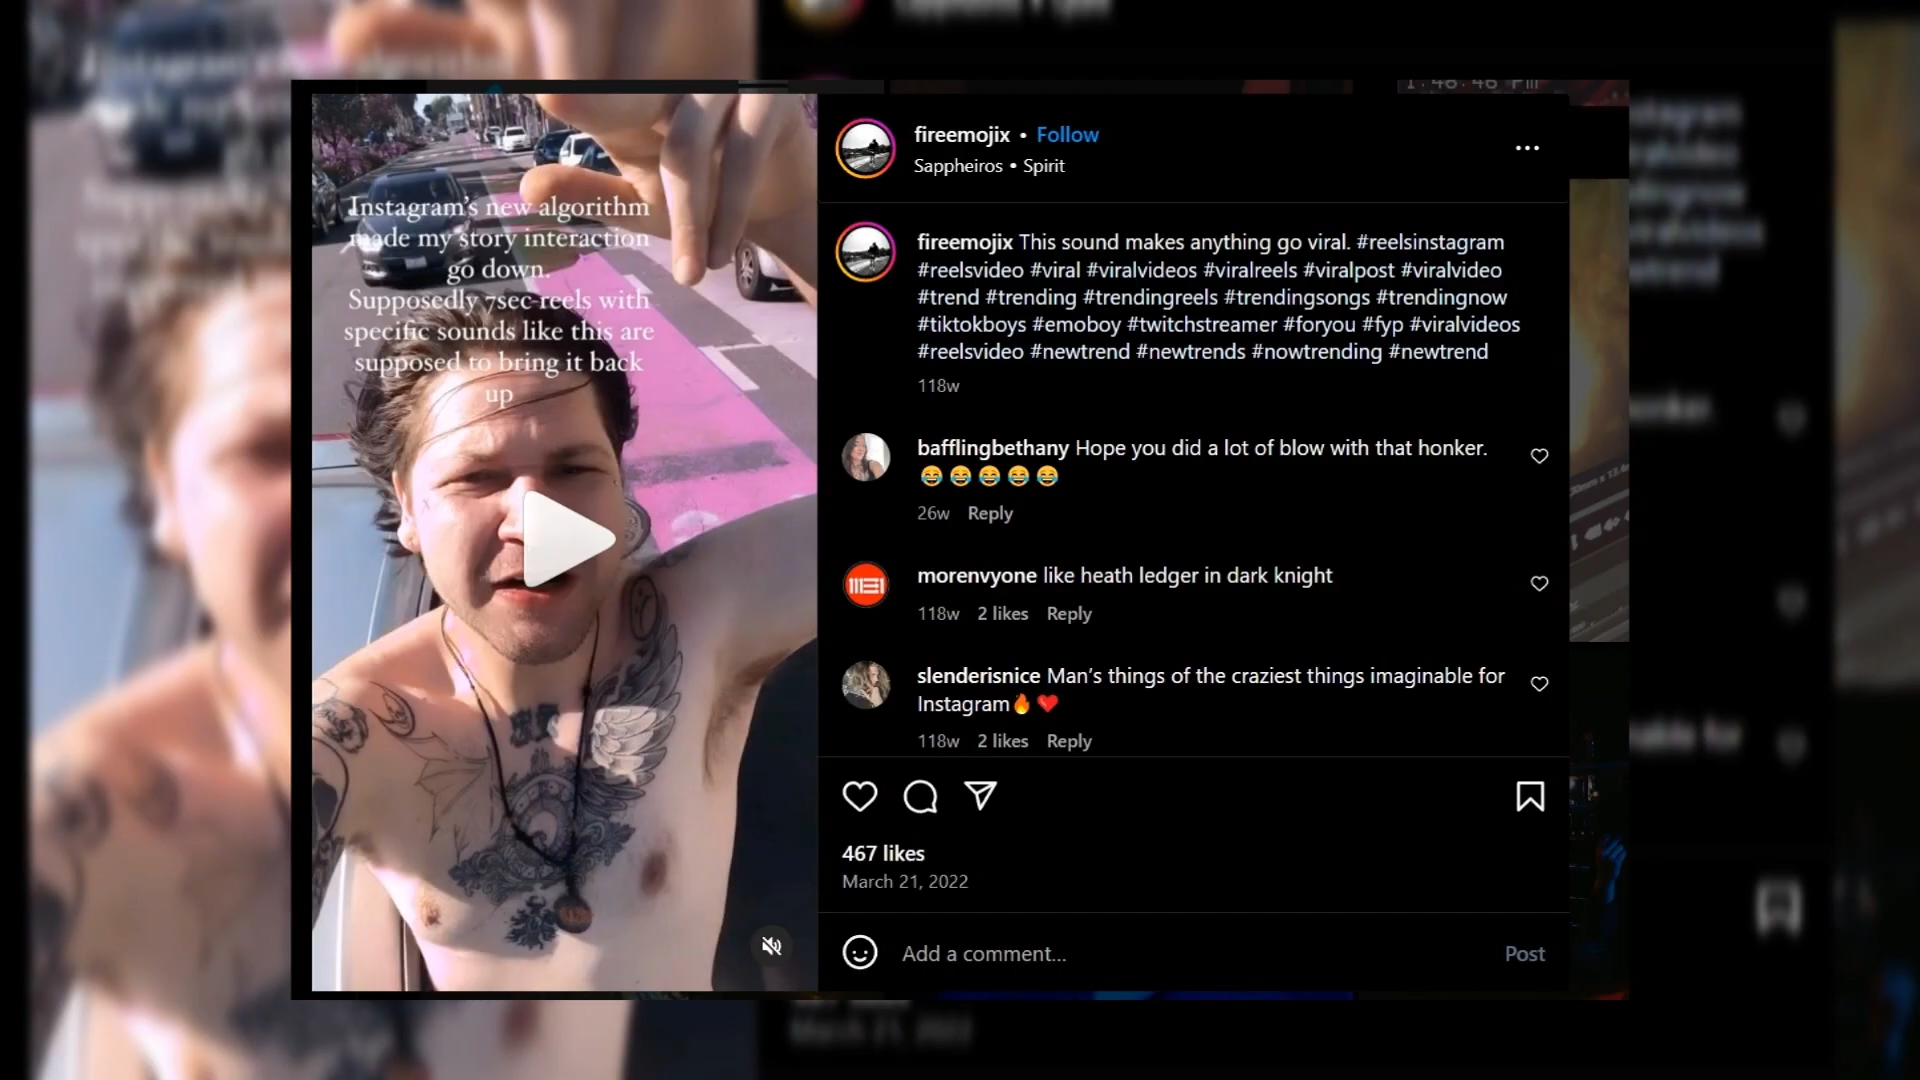 Instagram's new algorithm
made my story interaction
go down.
Supposedly 7sec reels with
specific sounds like this are
supposed to bring it back
up
fireemojix • Follow
Sappheiros • Spirit
fireemojix This sound makes anything go viral. #reelsinstagram
#reelsvideo #viral #viralvideos #viralreels #viralpost #viralvideo
#trend #trending #trendingreels #trendingsongs #trendingnow
#tiktokboys #emoboy #twitchstreamer #foryou #fyp #viralvideos
#reelsvideo #newtrend #newtrends #nowtrending #newtrend
118w
bafflingbethany Hope you did a lot of blow with that honker.
😂😂😂😂😂
26w Reply
morenvyone like heath ledger in dark knight
118w 2 likes Reply
slenderisnice Man's things of the craziest things imaginable for
Instagram🔥❤️
118w 2 likes Reply
467 likes
March 21, 2022
Add a comment...
Post